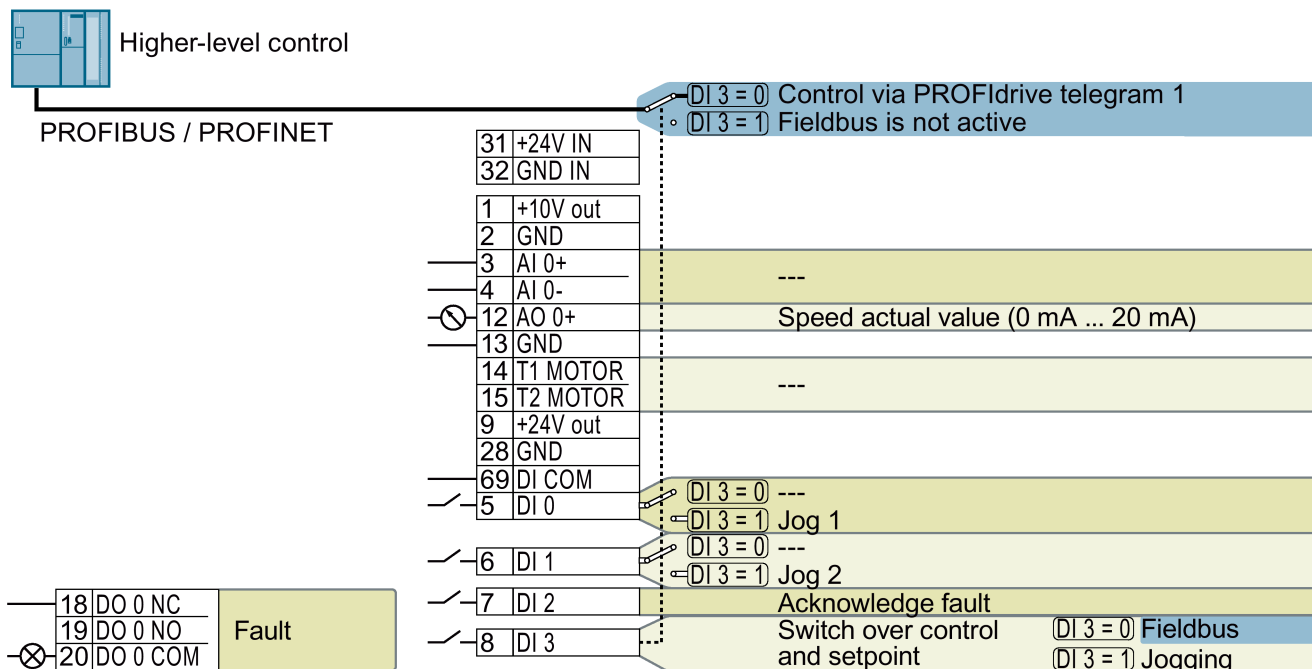 Higher-level control
DI 3 = 0 Control via PROFIdrive telegram 1
DI 3 = 1 Fieldbus is not active
PROFIBUS / PROFINET
31 +24V IN
32 GND IN
1 +10V out
2 GND
3 AI 0+
4 AI 0-
---
12 AO 0+ Speed actual value (0 mA ... 20 mA)
13 GND
14 T1 MOTOR
15 T2 MOTOR
---
9 +24V out
28 GND
69 DI COM
5 DI 0
DI 3 = 0 ---
DI 3 = 1 Jog 1
6 DI 1
DI 3 = 0 ---
DI 3 = 1 Jog 2
7 DI 2 Acknowledge fault
8 DI 3
Switch over control
and setpoint
DI 3 = 0 Fieldbus
DI 3 = 1 Jogging
18 DO 0 NC
19 DO 0 NO
20 DO 0 COM
Fault